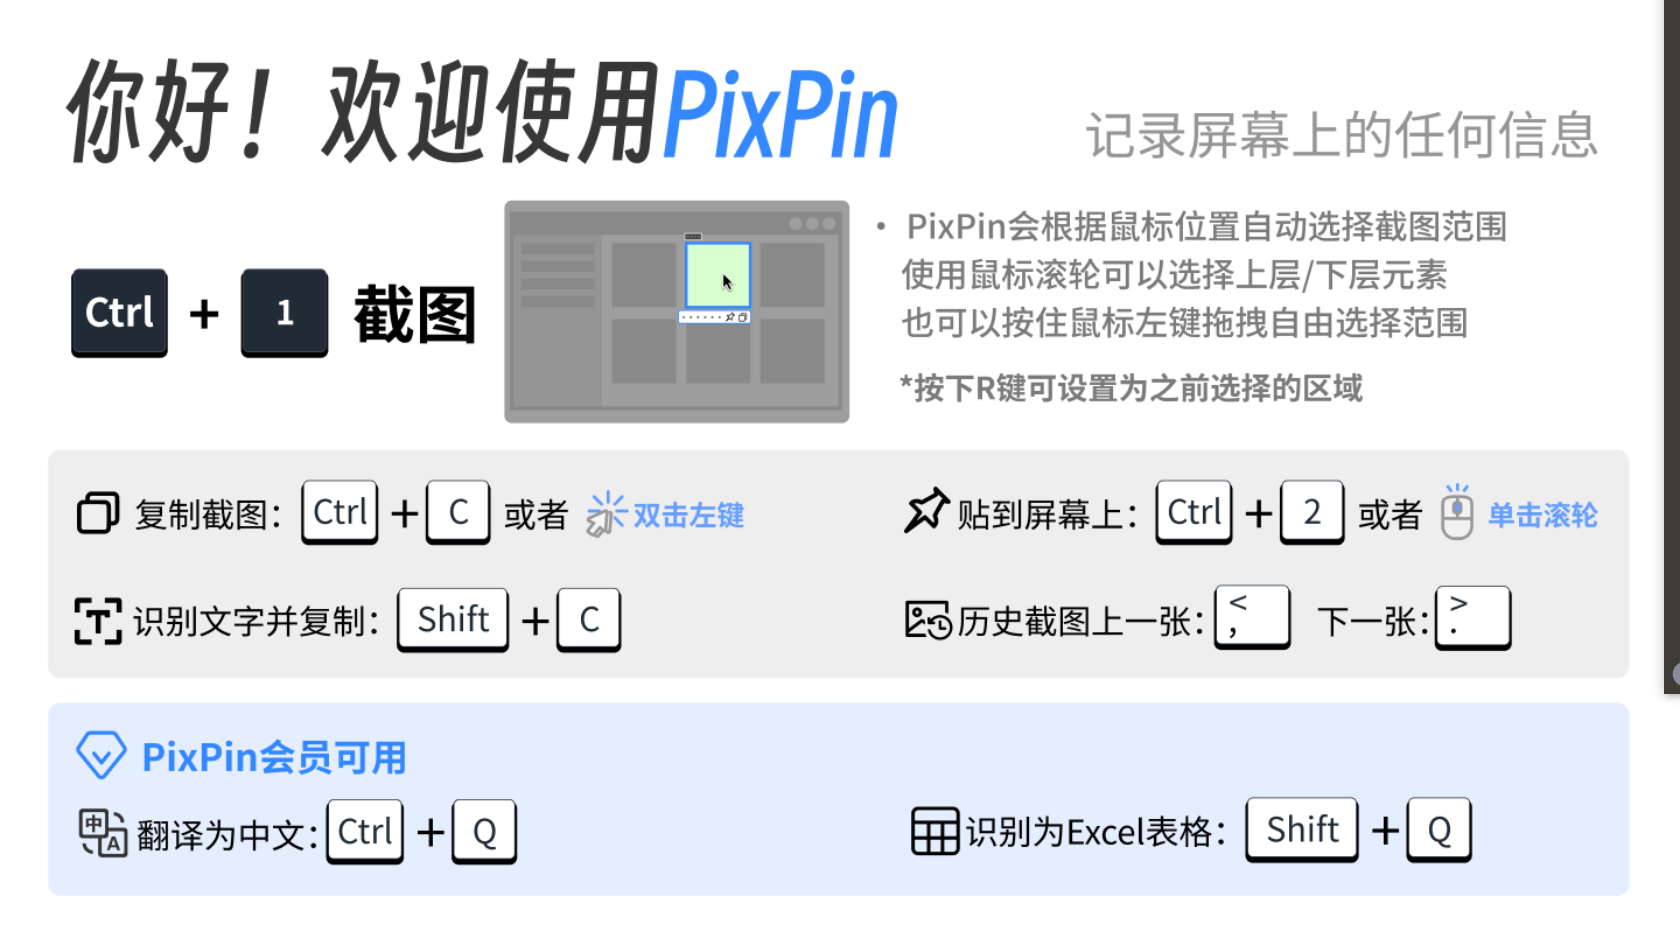 你好！欢迎使用PixPin
记录屏幕上的任何信息
Ctrl + 1 截图
• PixPin会根据鼠标位置自动选择截图范围
使用鼠标滚轮可以选择上层/下层元素
也可以按住鼠标左键拖拽自由选择范围
*按下R键可设置为之前选择的区域
复制截图： Ctrl + C 或者 双击左键
贴到屏幕上： Ctrl + 2 或者 单击滚轮
识别文字并复制： Shift + C
历史截图上一张： < , 下一张： > .
PixPin会员可用
中 A 翻译为中文： Ctrl + Q
识别为Excel表格： Shift + Q